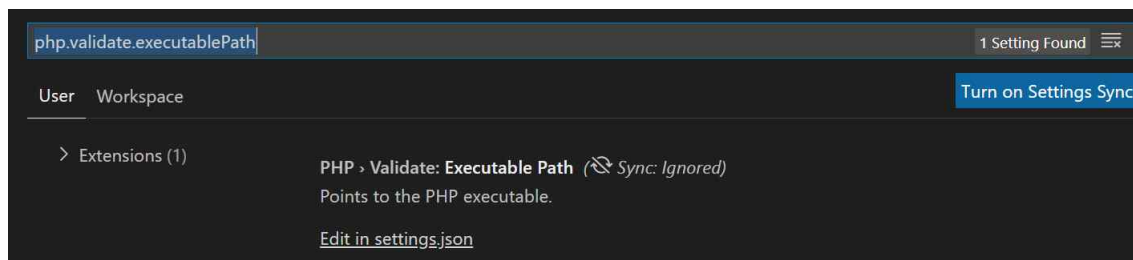 php.validate.executablePath
1 Setting Found
User Workspace
Turn on Settings Sync
Extensions (1)
PHP › Validate: Executable Path (Sync: Ignored)
Points to the PHP executable.
Edit in settings.json